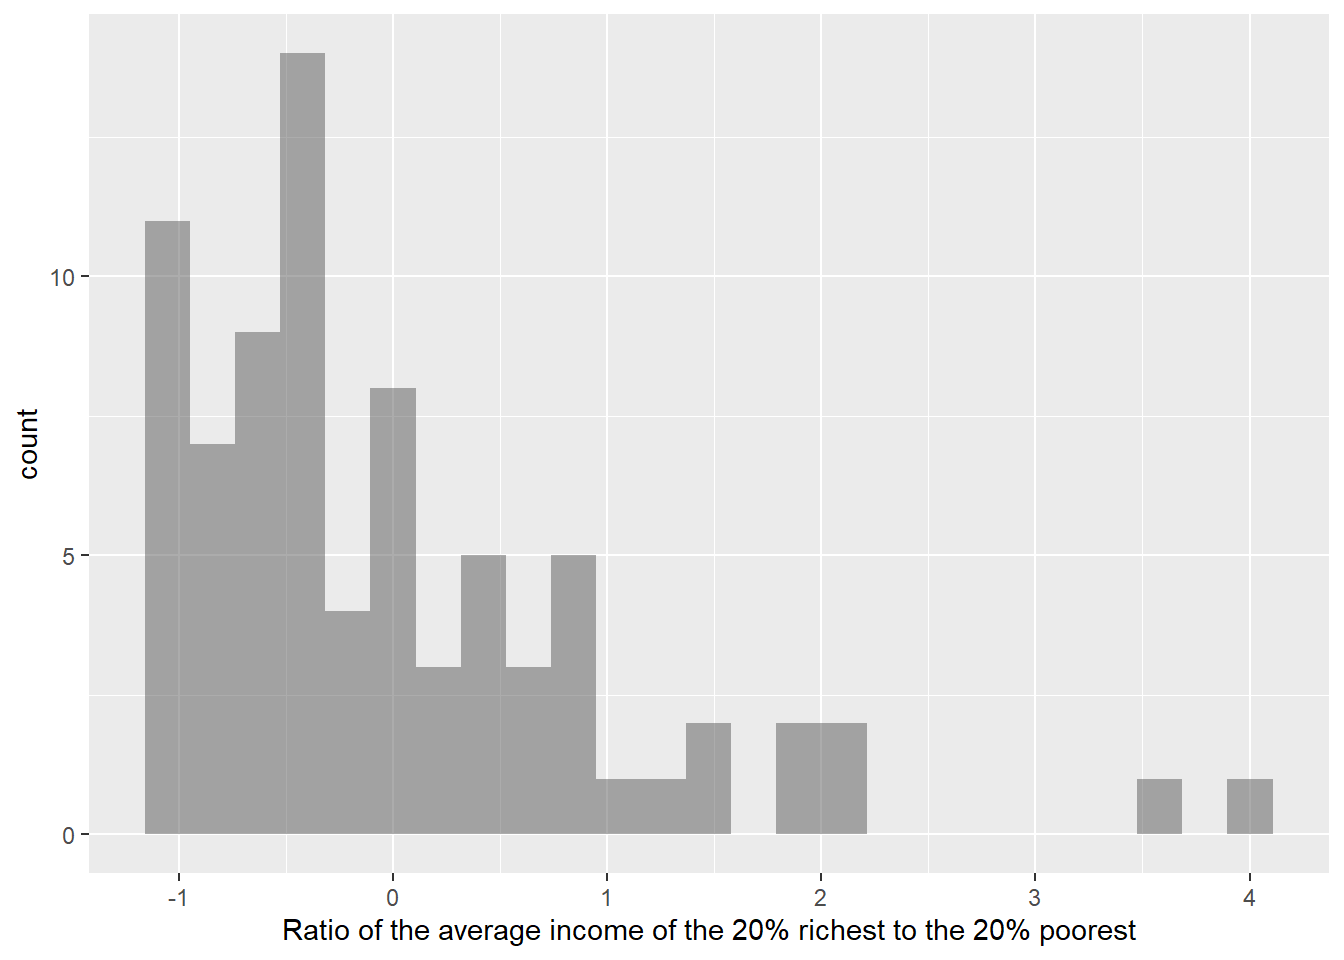 count
10
5
0
-1 0 1 2 3 4
Ratio of the average income of the 20% richest to the 20% poorest